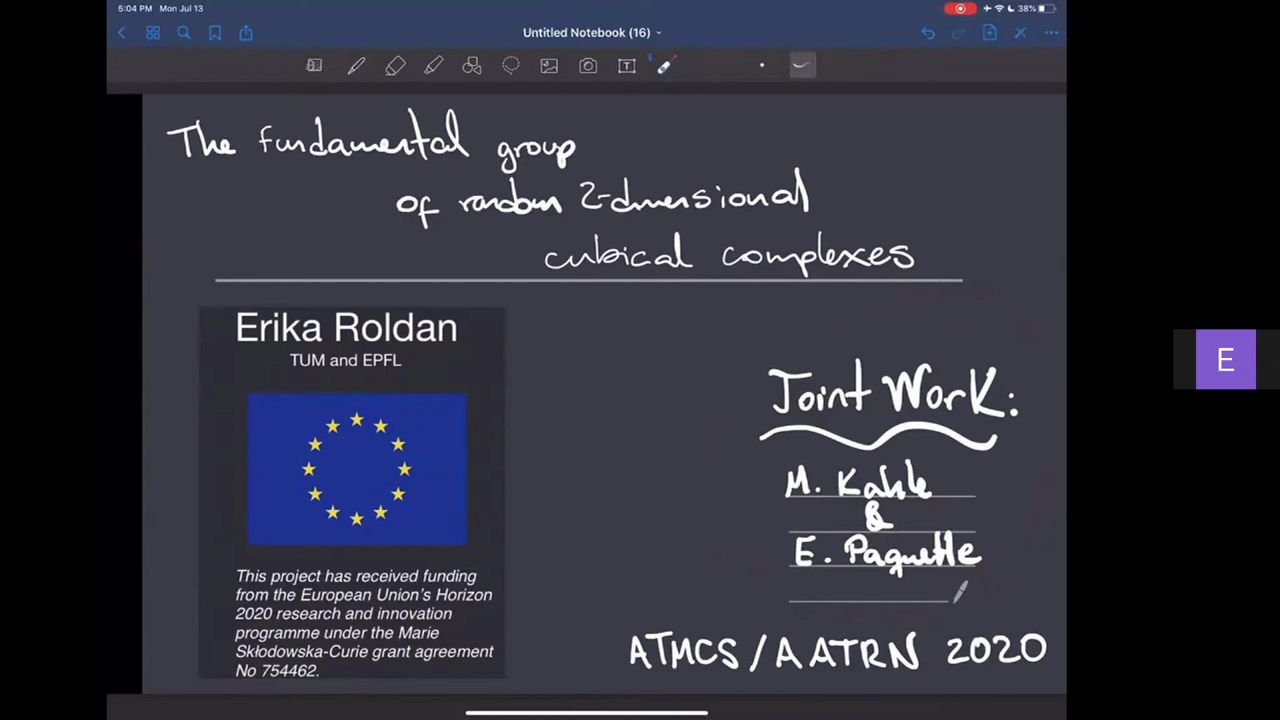 5:04 PM Mon Jul 13
38%
Untitled Notebook (16)
The fundamental group
of random 2-dimensional
cubical complexes
Erika Roldan
TUM and EPFL
This project has received funding
from the European Union's Horizon
2020 research and innovation
programme under the Marie
Skłodowska-Curie grant agreement
No 754462.
Joint Work:
M. Kahle
&
E. Paquette
ATMCS/AATRN 2020
E